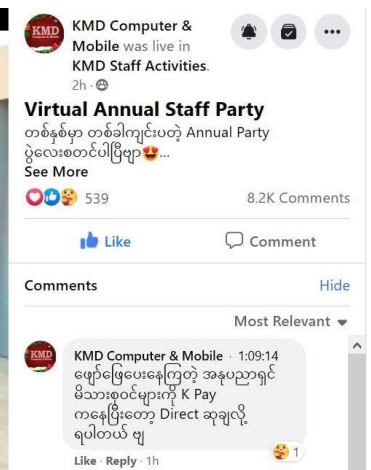 KMD
KMD Computer &
Mobile was live in
KMD Staff Activities.
2h ·
Virtual Annual Staff Party
တစ်နှစ်မှာ တစ်ခါကျင်းပတဲ့ Annual Party
ပွဲလေးစတင်ပါပြီဗျာ😍...
See More
539
8.2K Comments
Like
Comment
Comments
Hide
Most Relevant
KMD
KMD Computer & Mobile · 1:09:14
ဖျော်ဖြေပေးနေကြတဲ့ အနုပညာရှင်
မိသားစုဝင်များကို K Pay
ကနေပြီးတော့ Direct ဆုချလို့
ရပါတယ် ဗျ
1
Like · Reply · 1h